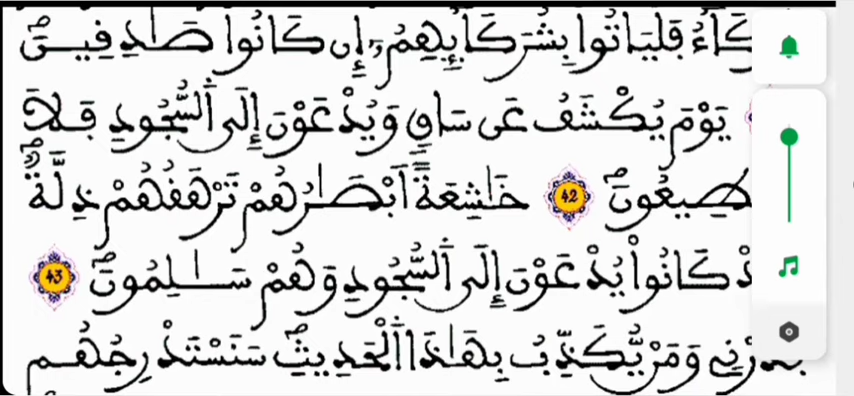 فَلْيَاتُوا بِشُرَكَآئِهِمُۥٓ إِن كَانُوا صَٰدِقِينَ
يَوْمَ يُكْشَفُ عَن سَاقٍ وَيُدْعَوْنَ إِلَى اَلسُّجُودِ فَلَا
42 خَٰشِعَةً اَبْصَٰرُهُمْ تَرْهَقُهُمْ ذِلَّةٌ
كَانُواْ يُدْعَوْنَ إِلَى اَلسُّجُودِ وَهُمْ سَٰلِمُونَ 43
وَمَنْ يُّكَذِّبُ بِهَٰذَا اَلْحَدِيثِ سَنَسْتَدْرِجُهُم